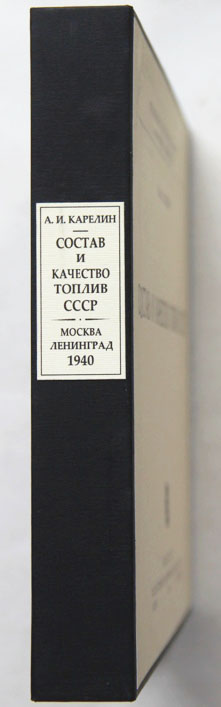 А. И. КАРЕЛИН
СОСТАВ
И
КАЧЕСТВО
ТОПЛИВ
СССР
МОСКВА
ЛЕНИНГРАД
1940